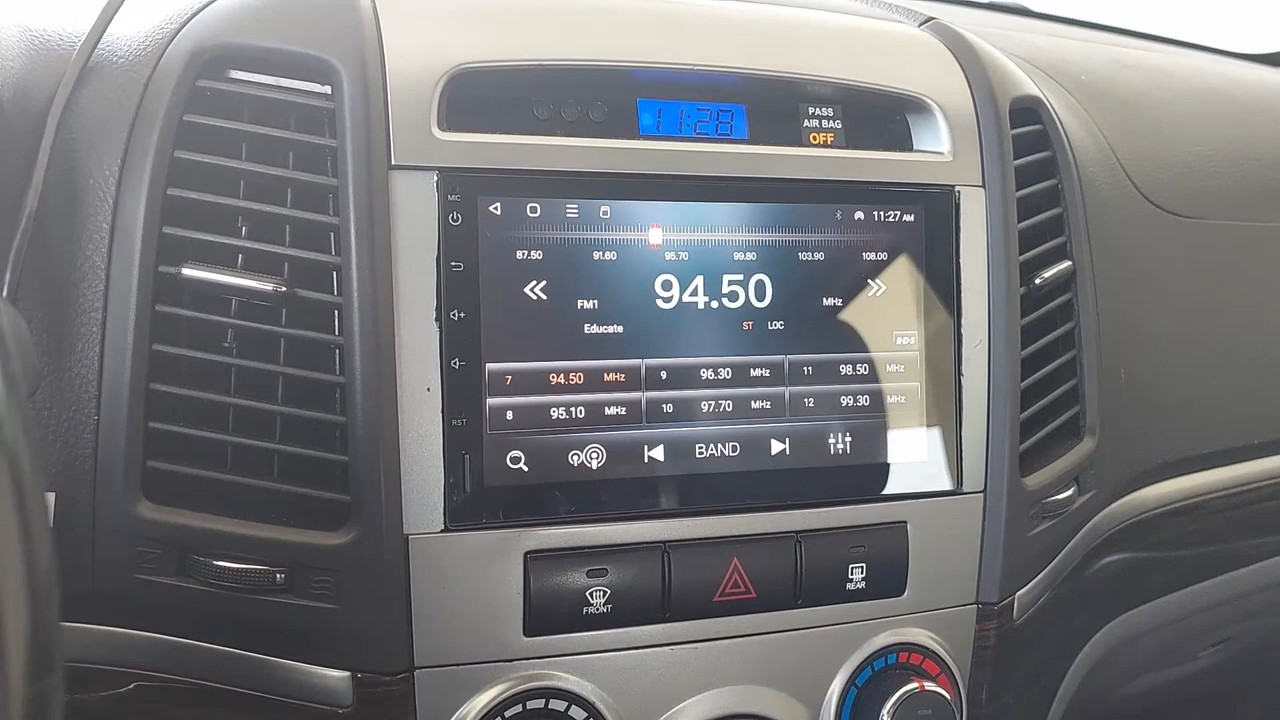 11:28
PASS
AIR BAG
OFF
MIC
11:27 AM
87.50 91.60 95.70 99.80 103.90 108.00
94.50 MHz
FM1
Educate ST LOC
RDS
7 94.50 MHz 9 96.30 MHz 11 98.50 MHz
8 95.10 MHz 10 97.70 MHz 12 99.30 MHz
RST
BAND
FRONT
REAR